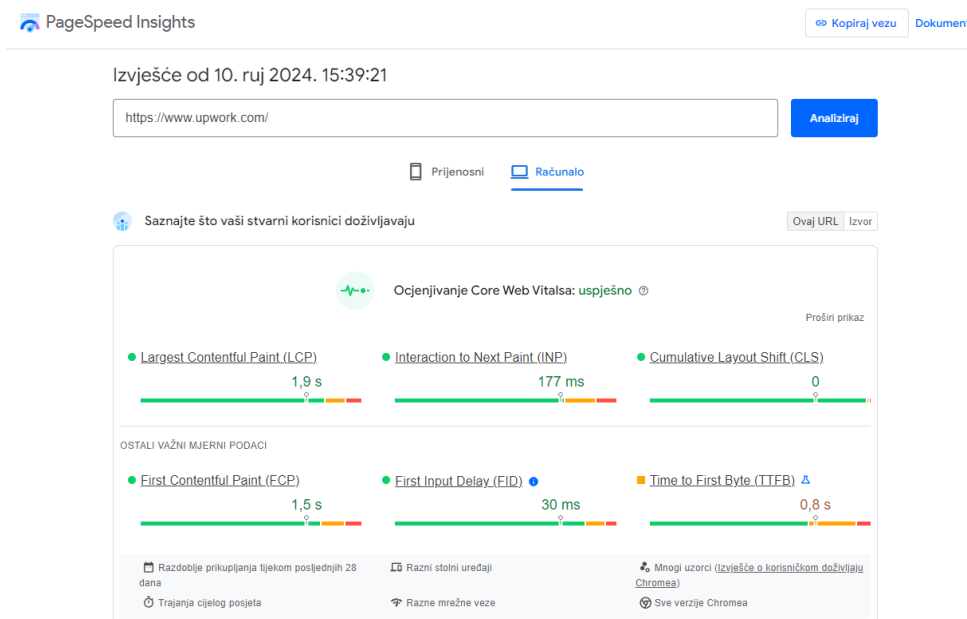 PageSpeed Insights
Kopiraj vezu
Dokument
Izvješće od 10. ruj 2024. 15:39:21
https://www.upwork.com/
Analiziraj
Prijenosni
Računalo
Saznajte što vaši stvarni korisnici doživljavaju
Ovaj URL
Izvor
Ocjenjivanje Core Web Vitalsa: uspješno
Proširi prikaz
Largest Contentful Paint (LCP)
1,9 s
Interaction to Next Paint (INP)
177 ms
Cumulative Layout Shift (CLS)
0
OSTALI VAŽNI MJERNI PODACI
First Contentful Paint (FCP)
1,5 s
First Input Delay (FID)
30 ms
Time to First Byte (TTFB)
0,8 s
Razdoblje prikupljanja tijekom posljednjih 28
dana
Razni stolni uređaji
Mnogi uzorci (Izvješće o korisničkom doživljaju
Chromea)
Trajanja cijelog posjeta
Razne mrežne veze
Sve verzije Chromea